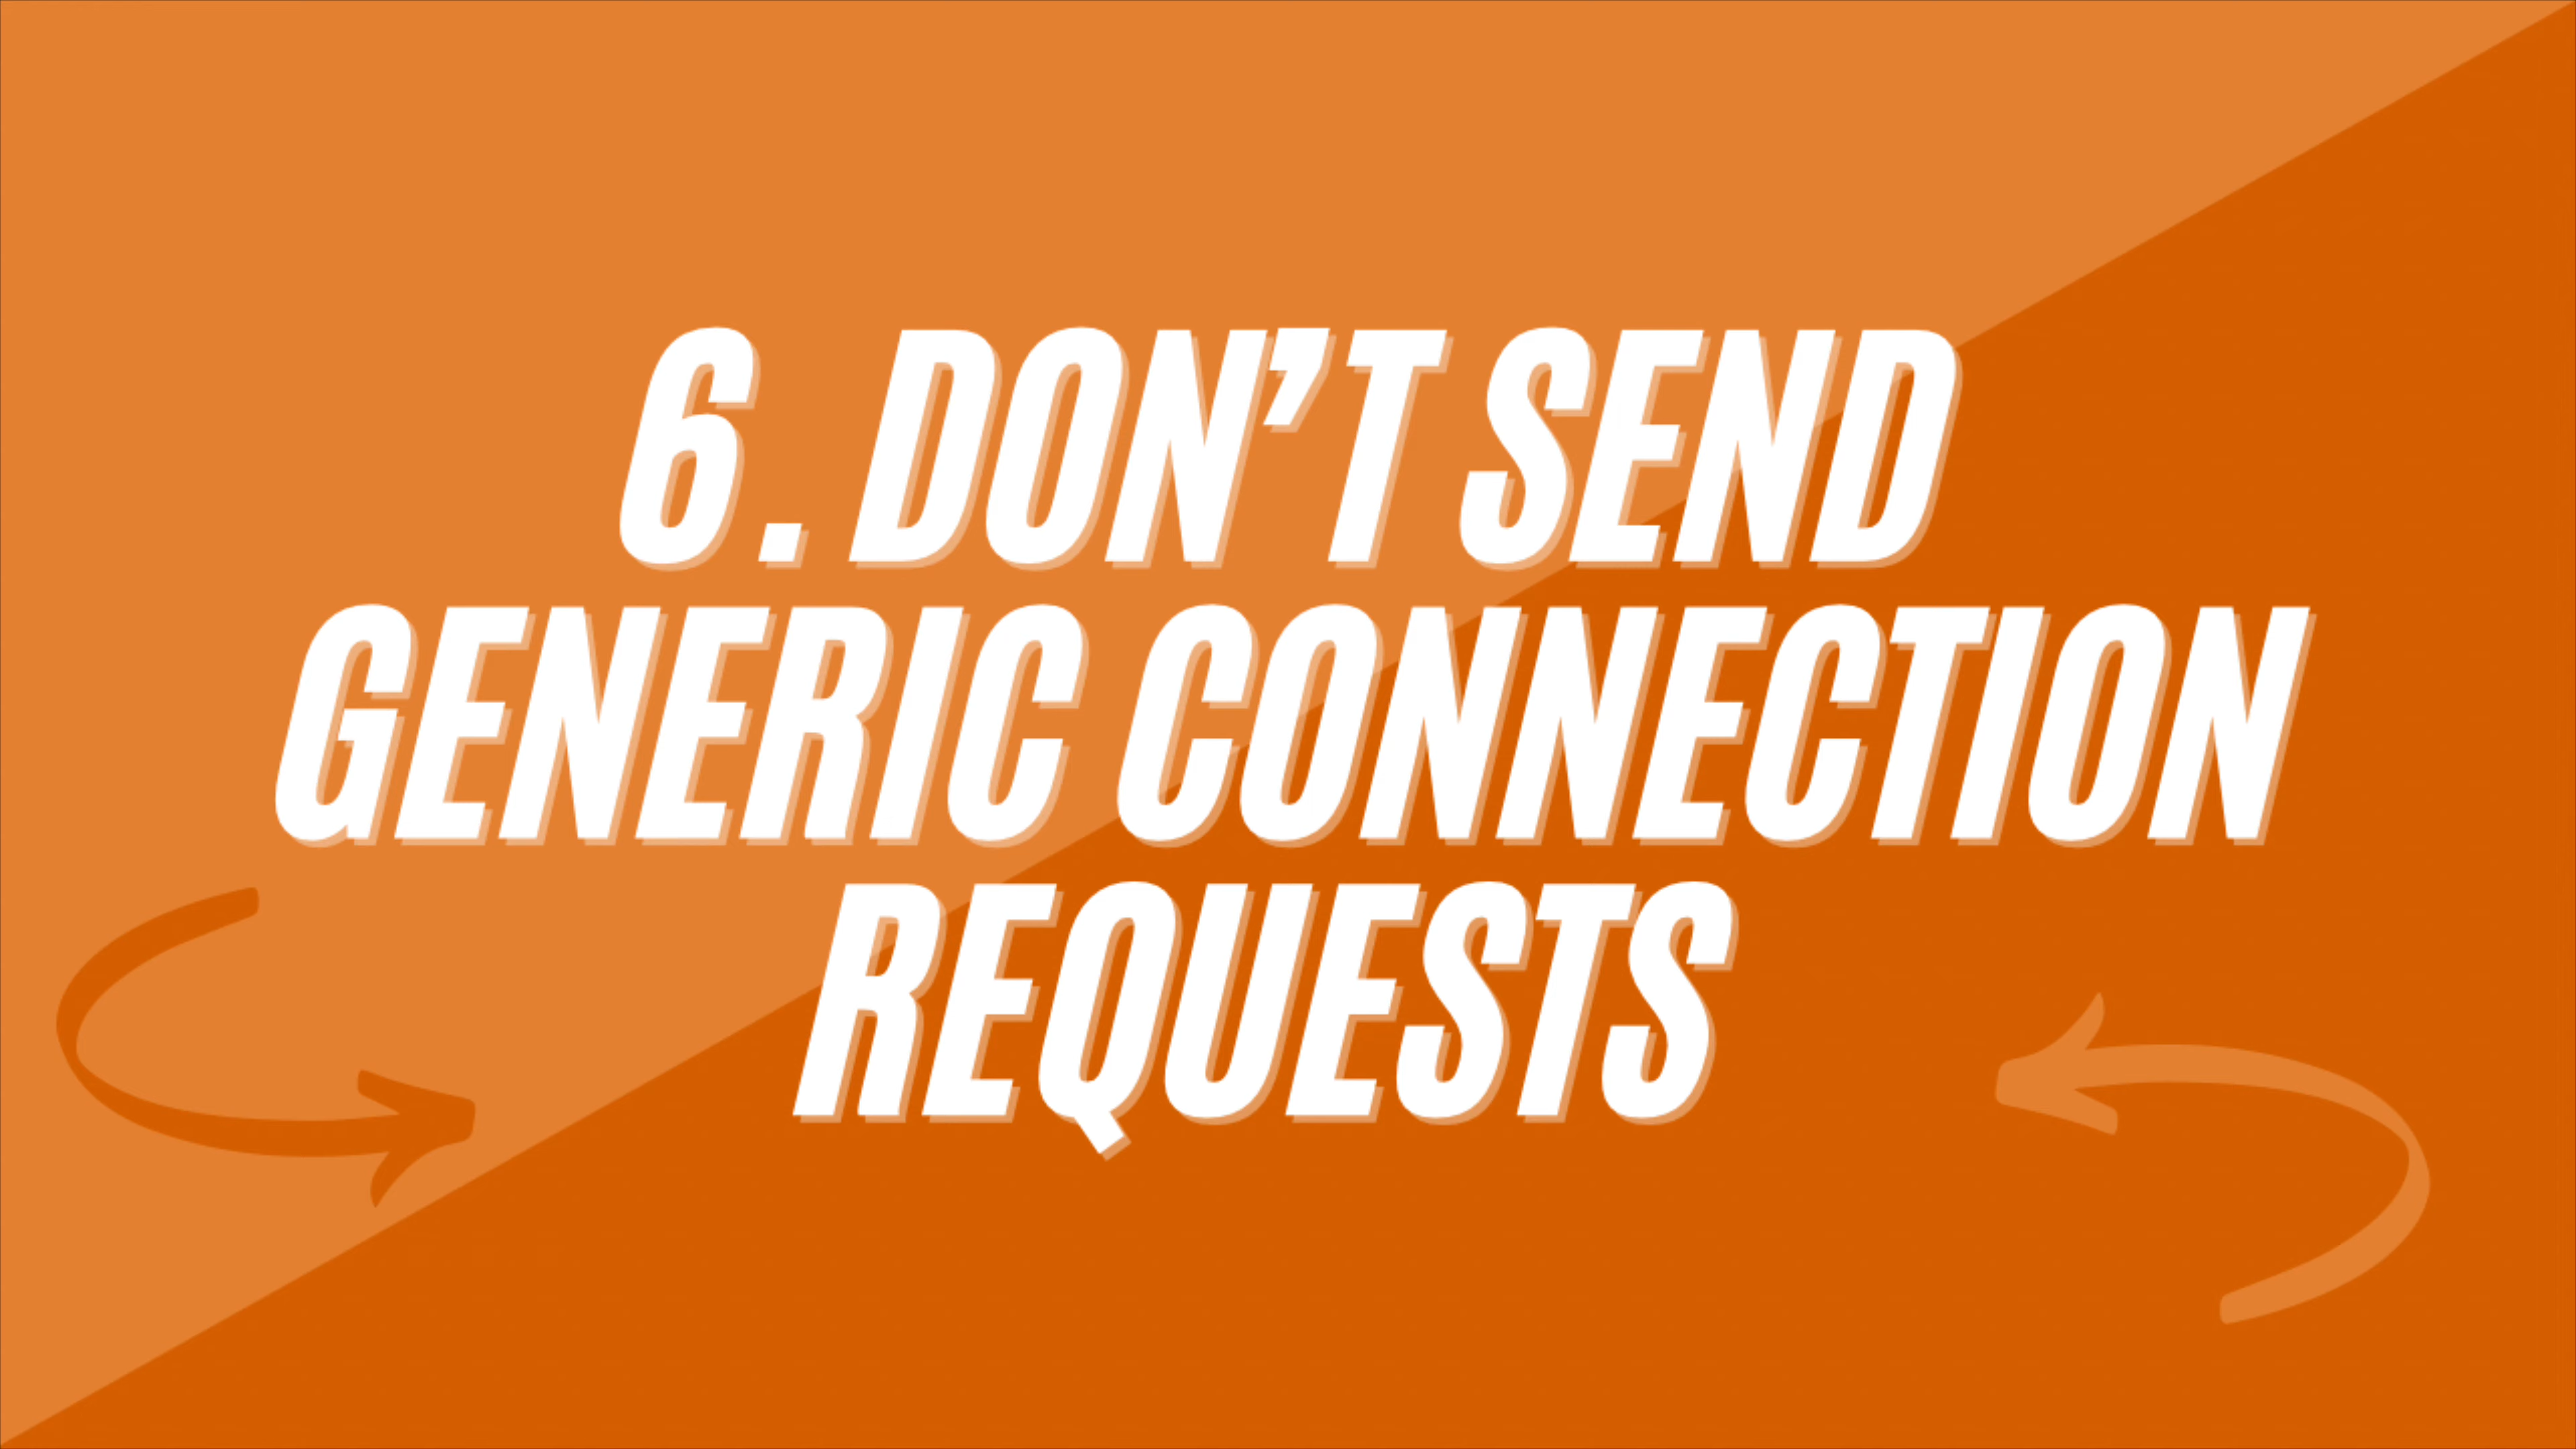 6. DON’T SEND
GENERIC CONNECTION
REQUESTS